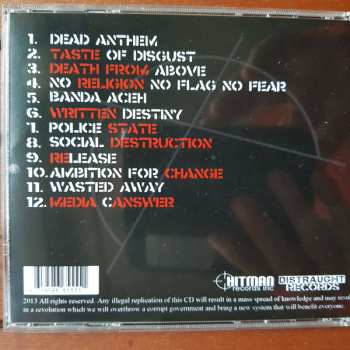 1. DEAD ANTHEM
2. TASTE OF DISGUST
3. DEATH FROM ABOVE
4. NO RELIGION NO FLAG NO FEAR
5. BANDA ACEH
6. WRITTEN DESTINY
7. POLICE STATE
8. SOCIAL DESTRUCTION
9. RELEASE
10. AMBITION FOR CHANGE
11. WASTED AWAY
12. MEDIA CANSWER
HITMAN
records inc
DISTRAUGHT
RECORDS
2013 All rights reserved. Any illegal replication of this CD will result in a mass spread of knowledge and may result
in a revolution which we will overthrow a corrupt government and bring a new system that will benefit everyone.